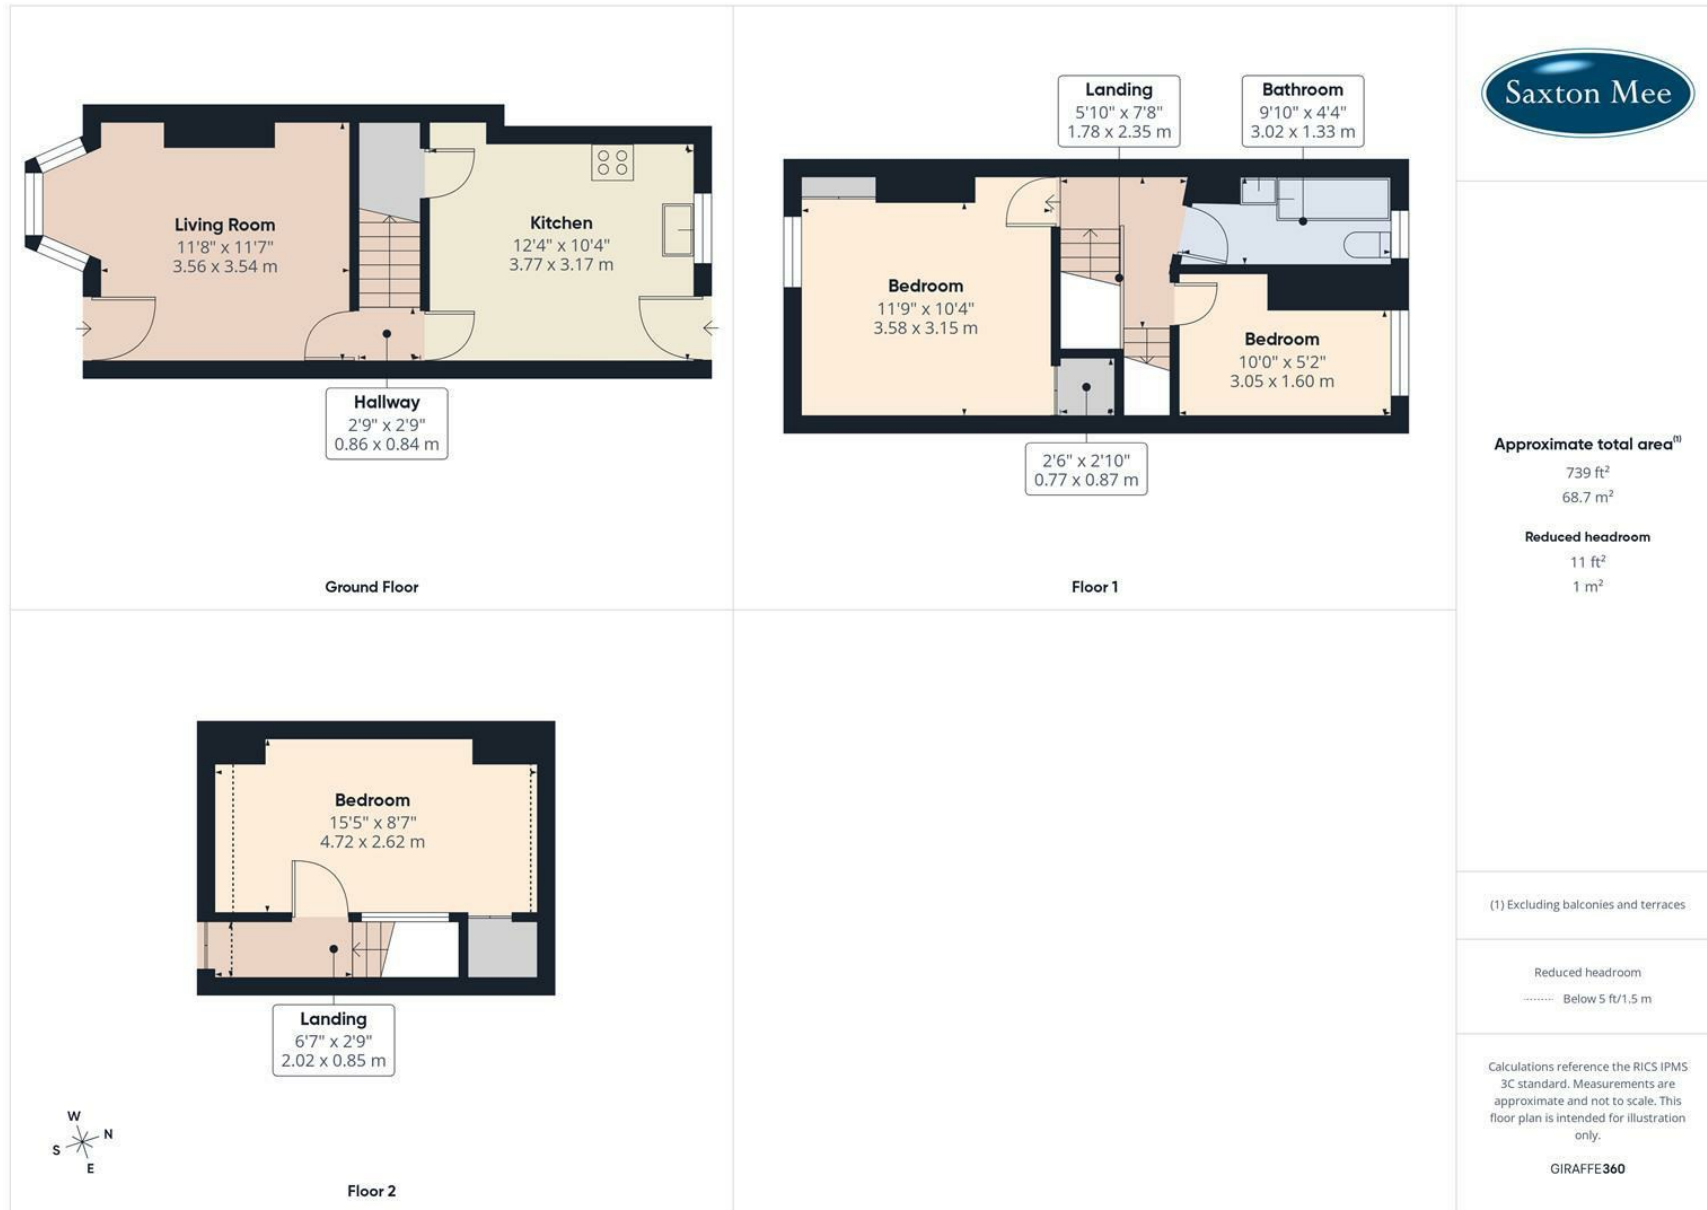 Living Room
11'8" x 11'7"
3.56 x 3.54 m
Kitchen
12'4" x 10'4"
3.77 x 3.17 m
Hallway
2'9" x 2'9"
0.86 x 0.84 m
Ground Floor
Landing
5'10" x 7'8"
1.78 x 2.35 m
Bathroom
9'10" x 4'4"
3.02 x 1.33 m
Bedroom
11'9" x 10'4"
3.58 x 3.15 m
Bedroom
10'0" x 5'2"
3.05 x 1.60 m
2'6" x 2'10"
0.77 x 0.87 m
Floor 1
Bedroom
15'5" x 8'7"
4.72 x 2.62 m
Landing
6'7" x 2'9"
2.02 x 0.85 m
W
N
S
E
Floor 2
Saxton Mee
Approximate total area(1)
739 ft²
68.7 m²
Reduced headroom
11 ft²
1 m²
(1) Excluding balconies and terraces
Reduced headroom
Below 5 ft/1.5 m
Calculations reference the RICS IPMS
3C standard. Measurements are
approximate and not to scale. This
floor plan is intended for illustration
only.
GIRAFFE360